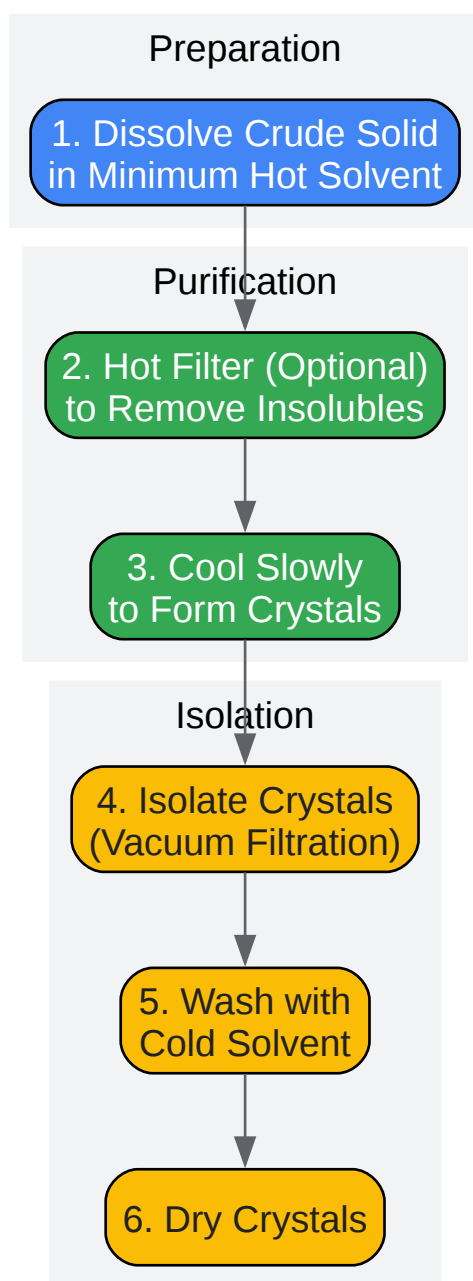 Preparation
1. Dissolve Crude Solid
in Minimum Hot Solvent
Purification
2. Hot Filter (Optional)
to Remove Insolubles
3. Cool Slowly
to Form Crystals
Isolation
4. Isolate Crystals
(Vacuum Filtration)
5. Wash with
Cold Solvent
6. Dry Crystals